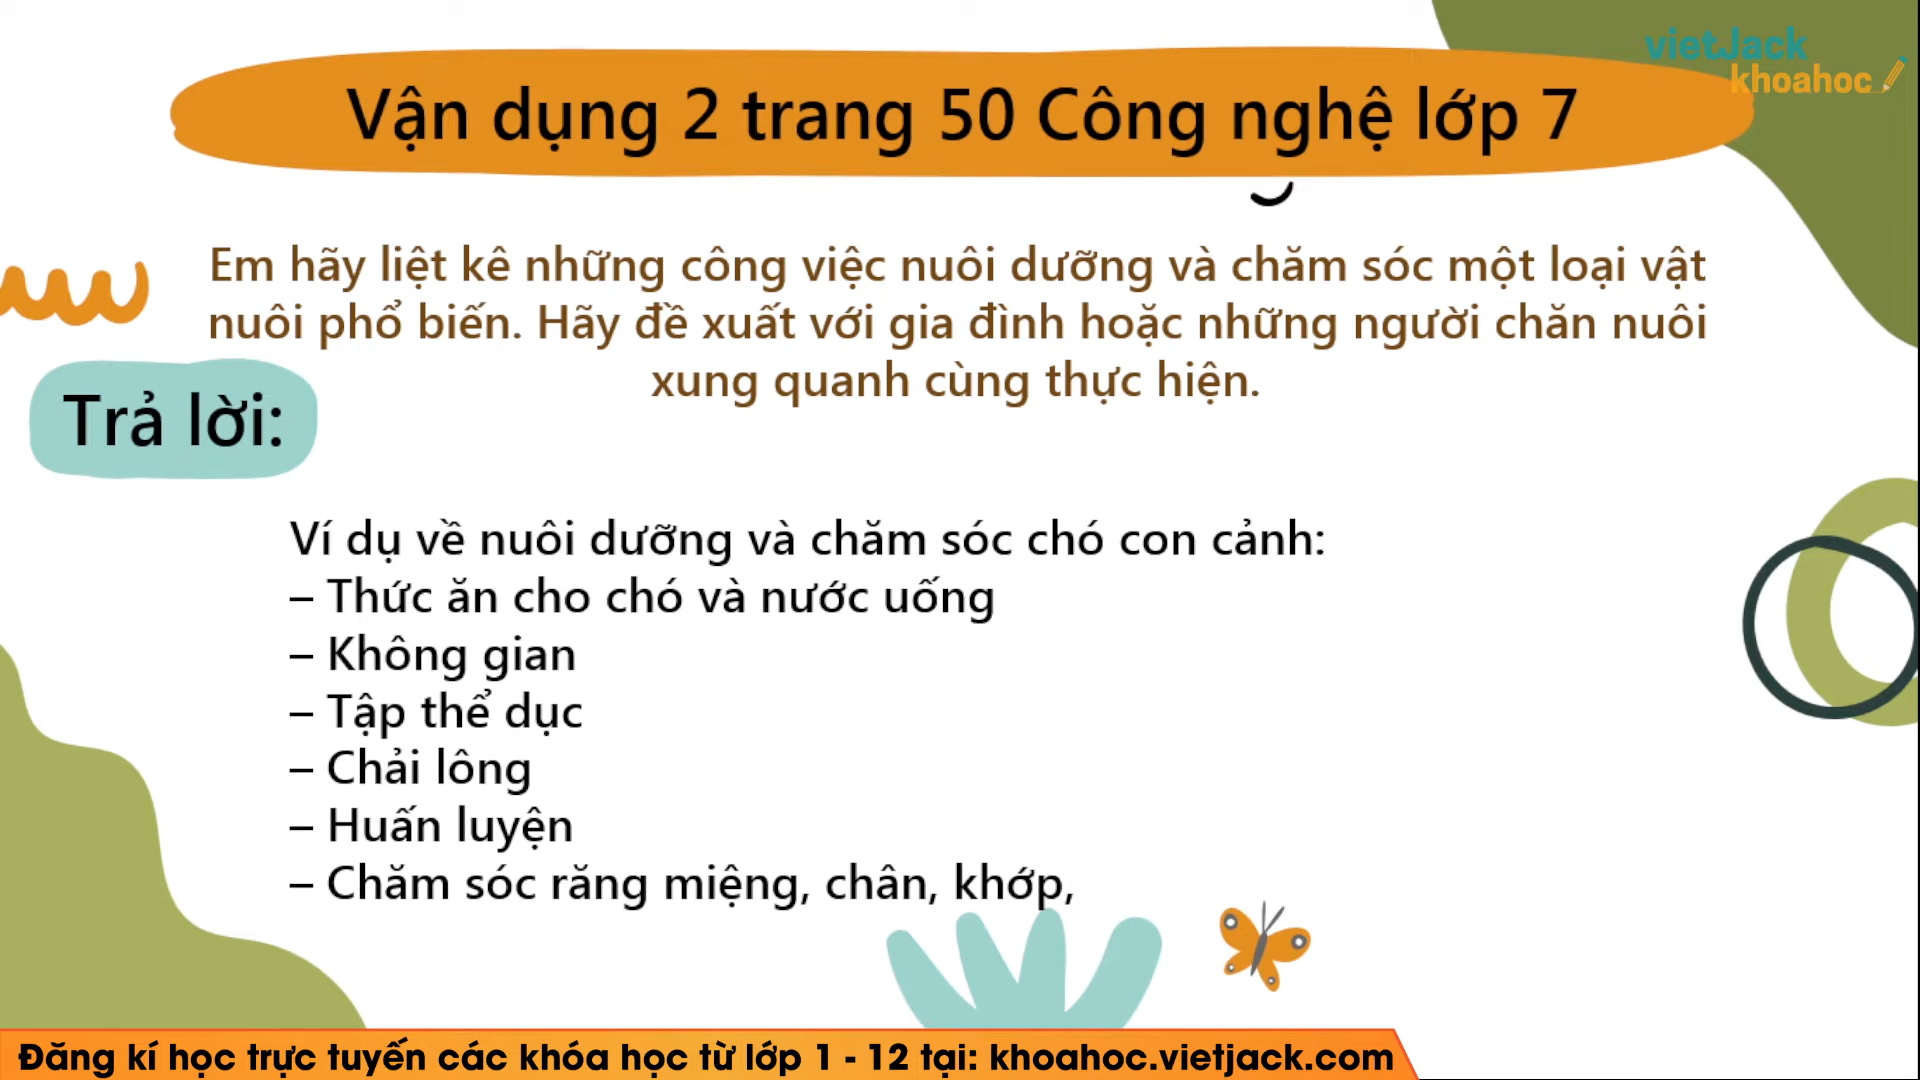 vietJack
khoahoc
Vận dụng 2 trang 50 Công nghệ lớp 7
Em hãy liệt kê những công việc nuôi dưỡng và chăm sóc một loại vật
nuôi phổ biến. Hãy đề xuất với gia đình hoặc những người chăn nuôi
xung quanh cùng thực hiện.
Trả lời:
Ví dụ về nuôi dưỡng và chăm sóc chó con cảnh:
– Thức ăn cho chó và nước uống
– Không gian
– Tập thể dục
– Chải lông
– Huấn luyện
– Chăm sóc răng miệng, chân, khớp,
Đăng kí học trực tuyến các khóa học từ lớp 1 - 12 tại: khoahoc.vietjack.com